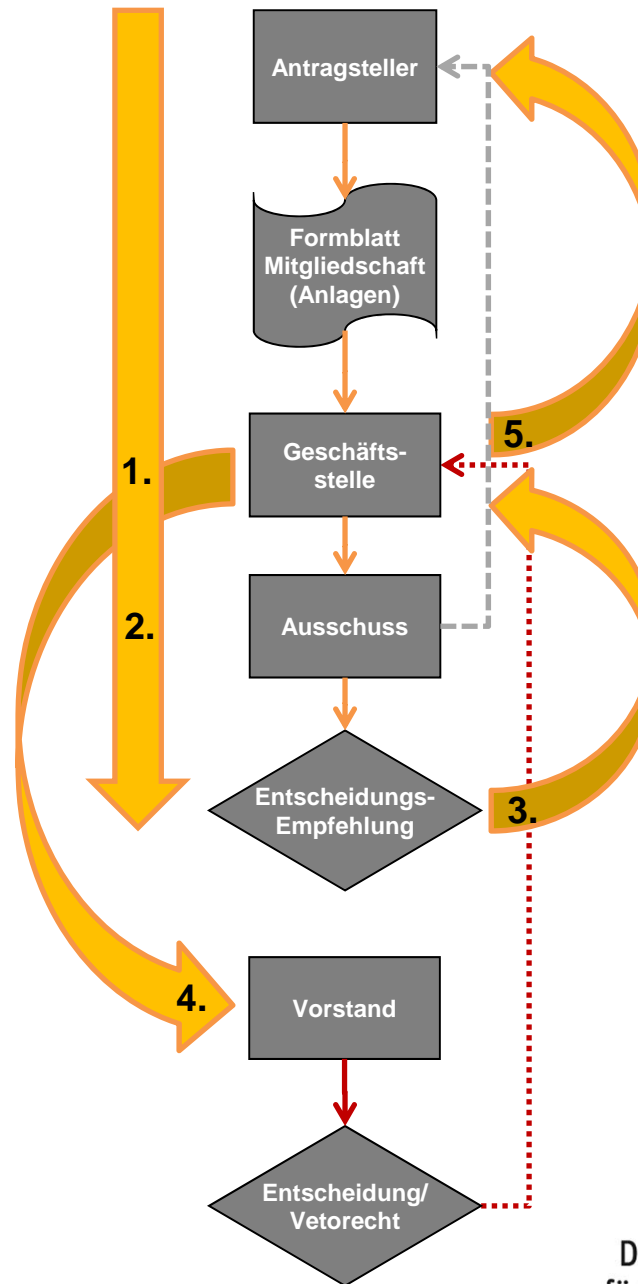 Antragsteller
Formblatt
Mitgliedschaft
(Anlagen)
5.
Geschäfts-
stelle
1.
Ausschuss
2.
Entscheidungs-
Empfehlung
3.
4.
Vorstand
Entscheidung/
Vetorecht